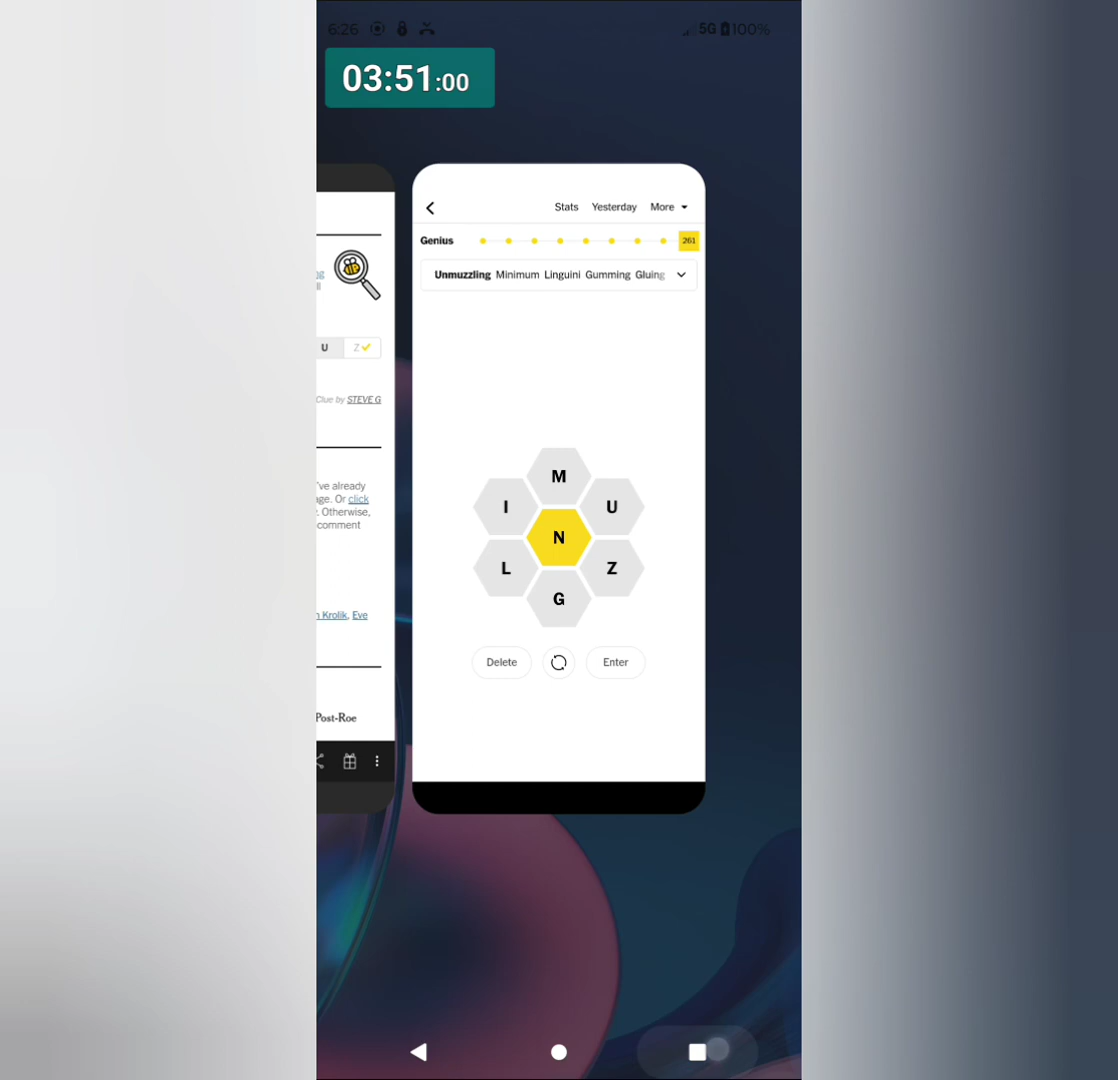 6:26
5G 100%
03:51:00
Stats Yesterday More
Genius
261
Unmuzzling Minimum Linguini Gumming Gluing
U
Z
Clue by STEVE G
've already
age. Or click
. Otherwise,
comment
n Krolik, Eve
Post-Roe
M
I
U
N
L
Z
G
Delete
Enter